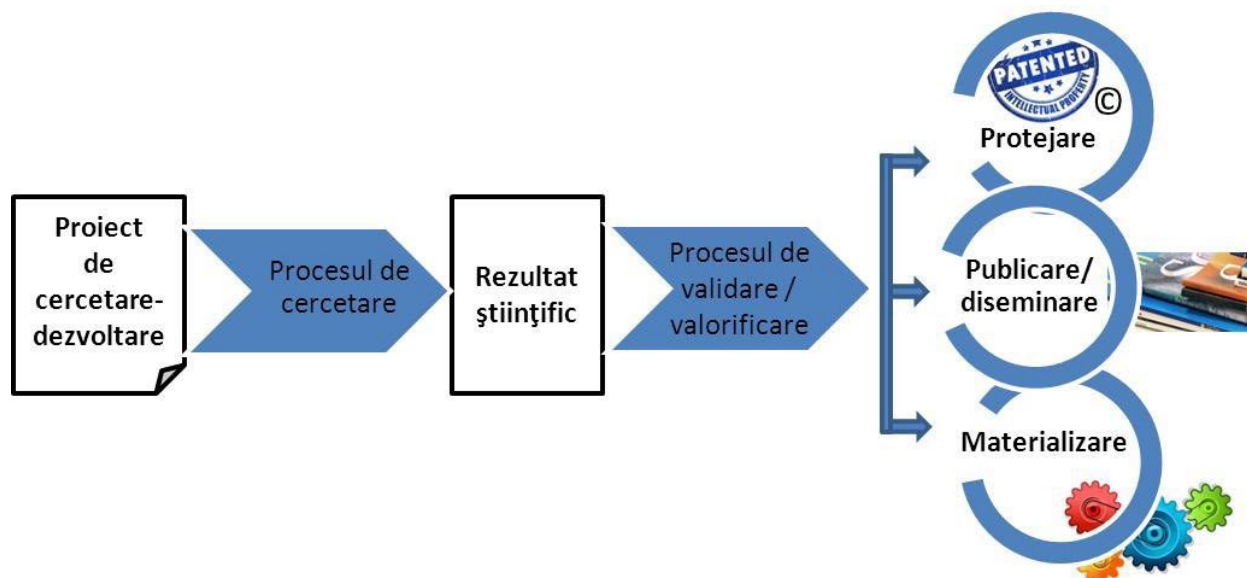 Proiect
de
cercetare-
dezvoltare
Procesul de
cercetare
Rezultat
ştiinţific
Procesul de
validare /
valorificare
PATENTED
INTELLECTUAL PROPERTY
©
Protejare
Publicare/
diseminare
Materializare